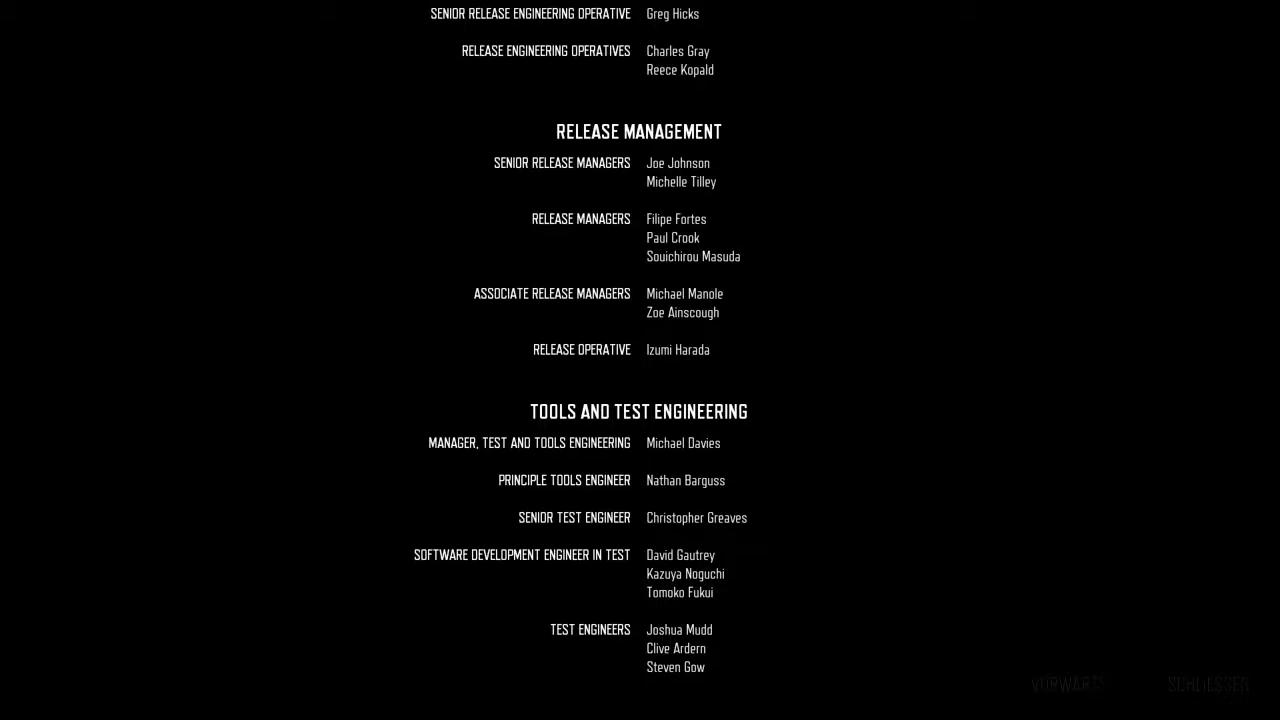 SENIOR RELEASE ENGINEERING OPERATIVE Greg Hicks
RELEASE ENGINEERING OPERATIVES Charles Gray
Reece Kopald
RELEASE MANAGEMENT
SENIOR RELEASE MANAGERS Joe Johnson
Michelle Tilley
RELEASE MANAGERS Filipe Fortes
Paul Crook
Souichirou Masuda
ASSOCIATE RELEASE MANAGERS Michael Manole
Zoe Ainscough
RELEASE OPERATIVE Izumi Harada
TOOLS AND TEST ENGINEERING
MANAGER, TEST AND TOOLS ENGINEERING Michael Davies
PRINCIPLE TOOLS ENGINEER Nathan Barguss
SENIOR TEST ENGINEER Christopher Greaves
SOFTWARE DEVELOPMENT ENGINEER IN TEST David Gautrey
Kazuya Noguchi
Tomoko Fukui
TEST ENGINEERS Joshua Mudd
Clive Ardern
Steven Gow
VORWÄRTS SCHLIESSEN